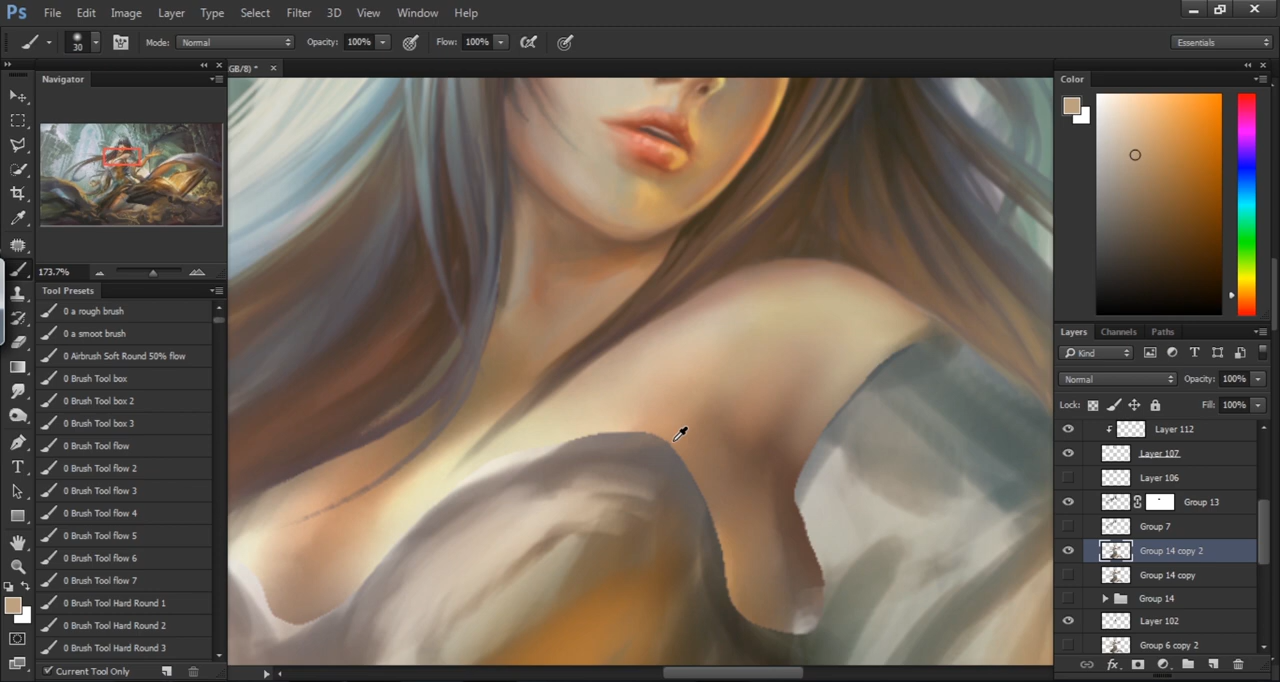 Ps File Edit Image Layer Type Select Filter 3D View Window Help
30 Mode: Normal Opacity: 100% Flow: 100% Essentials
Navigator
GB/8) * ×
Color
173.7%
Tool Presets
0 a rough brush
0 a smoot brush
0 Airbrush Soft Round 50% flow
0 Brush Tool box
0 Brush Tool box 2
0 Brush Tool box 3
0 Brush Tool flow
0 Brush Tool flow 2
0 Brush Tool flow 3
0 Brush Tool flow 4
0 Brush Tool flow 5
0 Brush Tool flow 6
0 Brush Tool flow 7
0 Brush Tool Hard Round 1
0 Brush Tool Hard Round 2
0 Brush Tool Hard Round 3
Current Tool Only
Layers Channels Paths
Kind
Normal Opacity: 100%
Lock: Fill: 100%
Layer 112
Layer 107
Layer 106
Group 13
Group 7
Group 14 copy 2
Group 14 copy
Group 14
Layer 102
Group 6 copy 2
fx